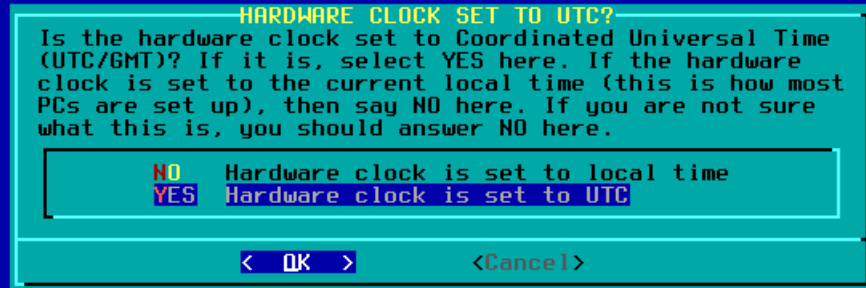 HARDWARE CLOCK SET TO UTC?
Is the hardware clock set to Coordinated Universal Time
(UTC/GMT)? If it is, select YES here. If the hardware
clock is set to the current local time (this is how most
PCs are set up), then say NO here. If you are not sure
what this is, you should answer NO here.
NO Hardware clock is set to local time
YES Hardware clock is set to UTC
< OK > <Cancel>